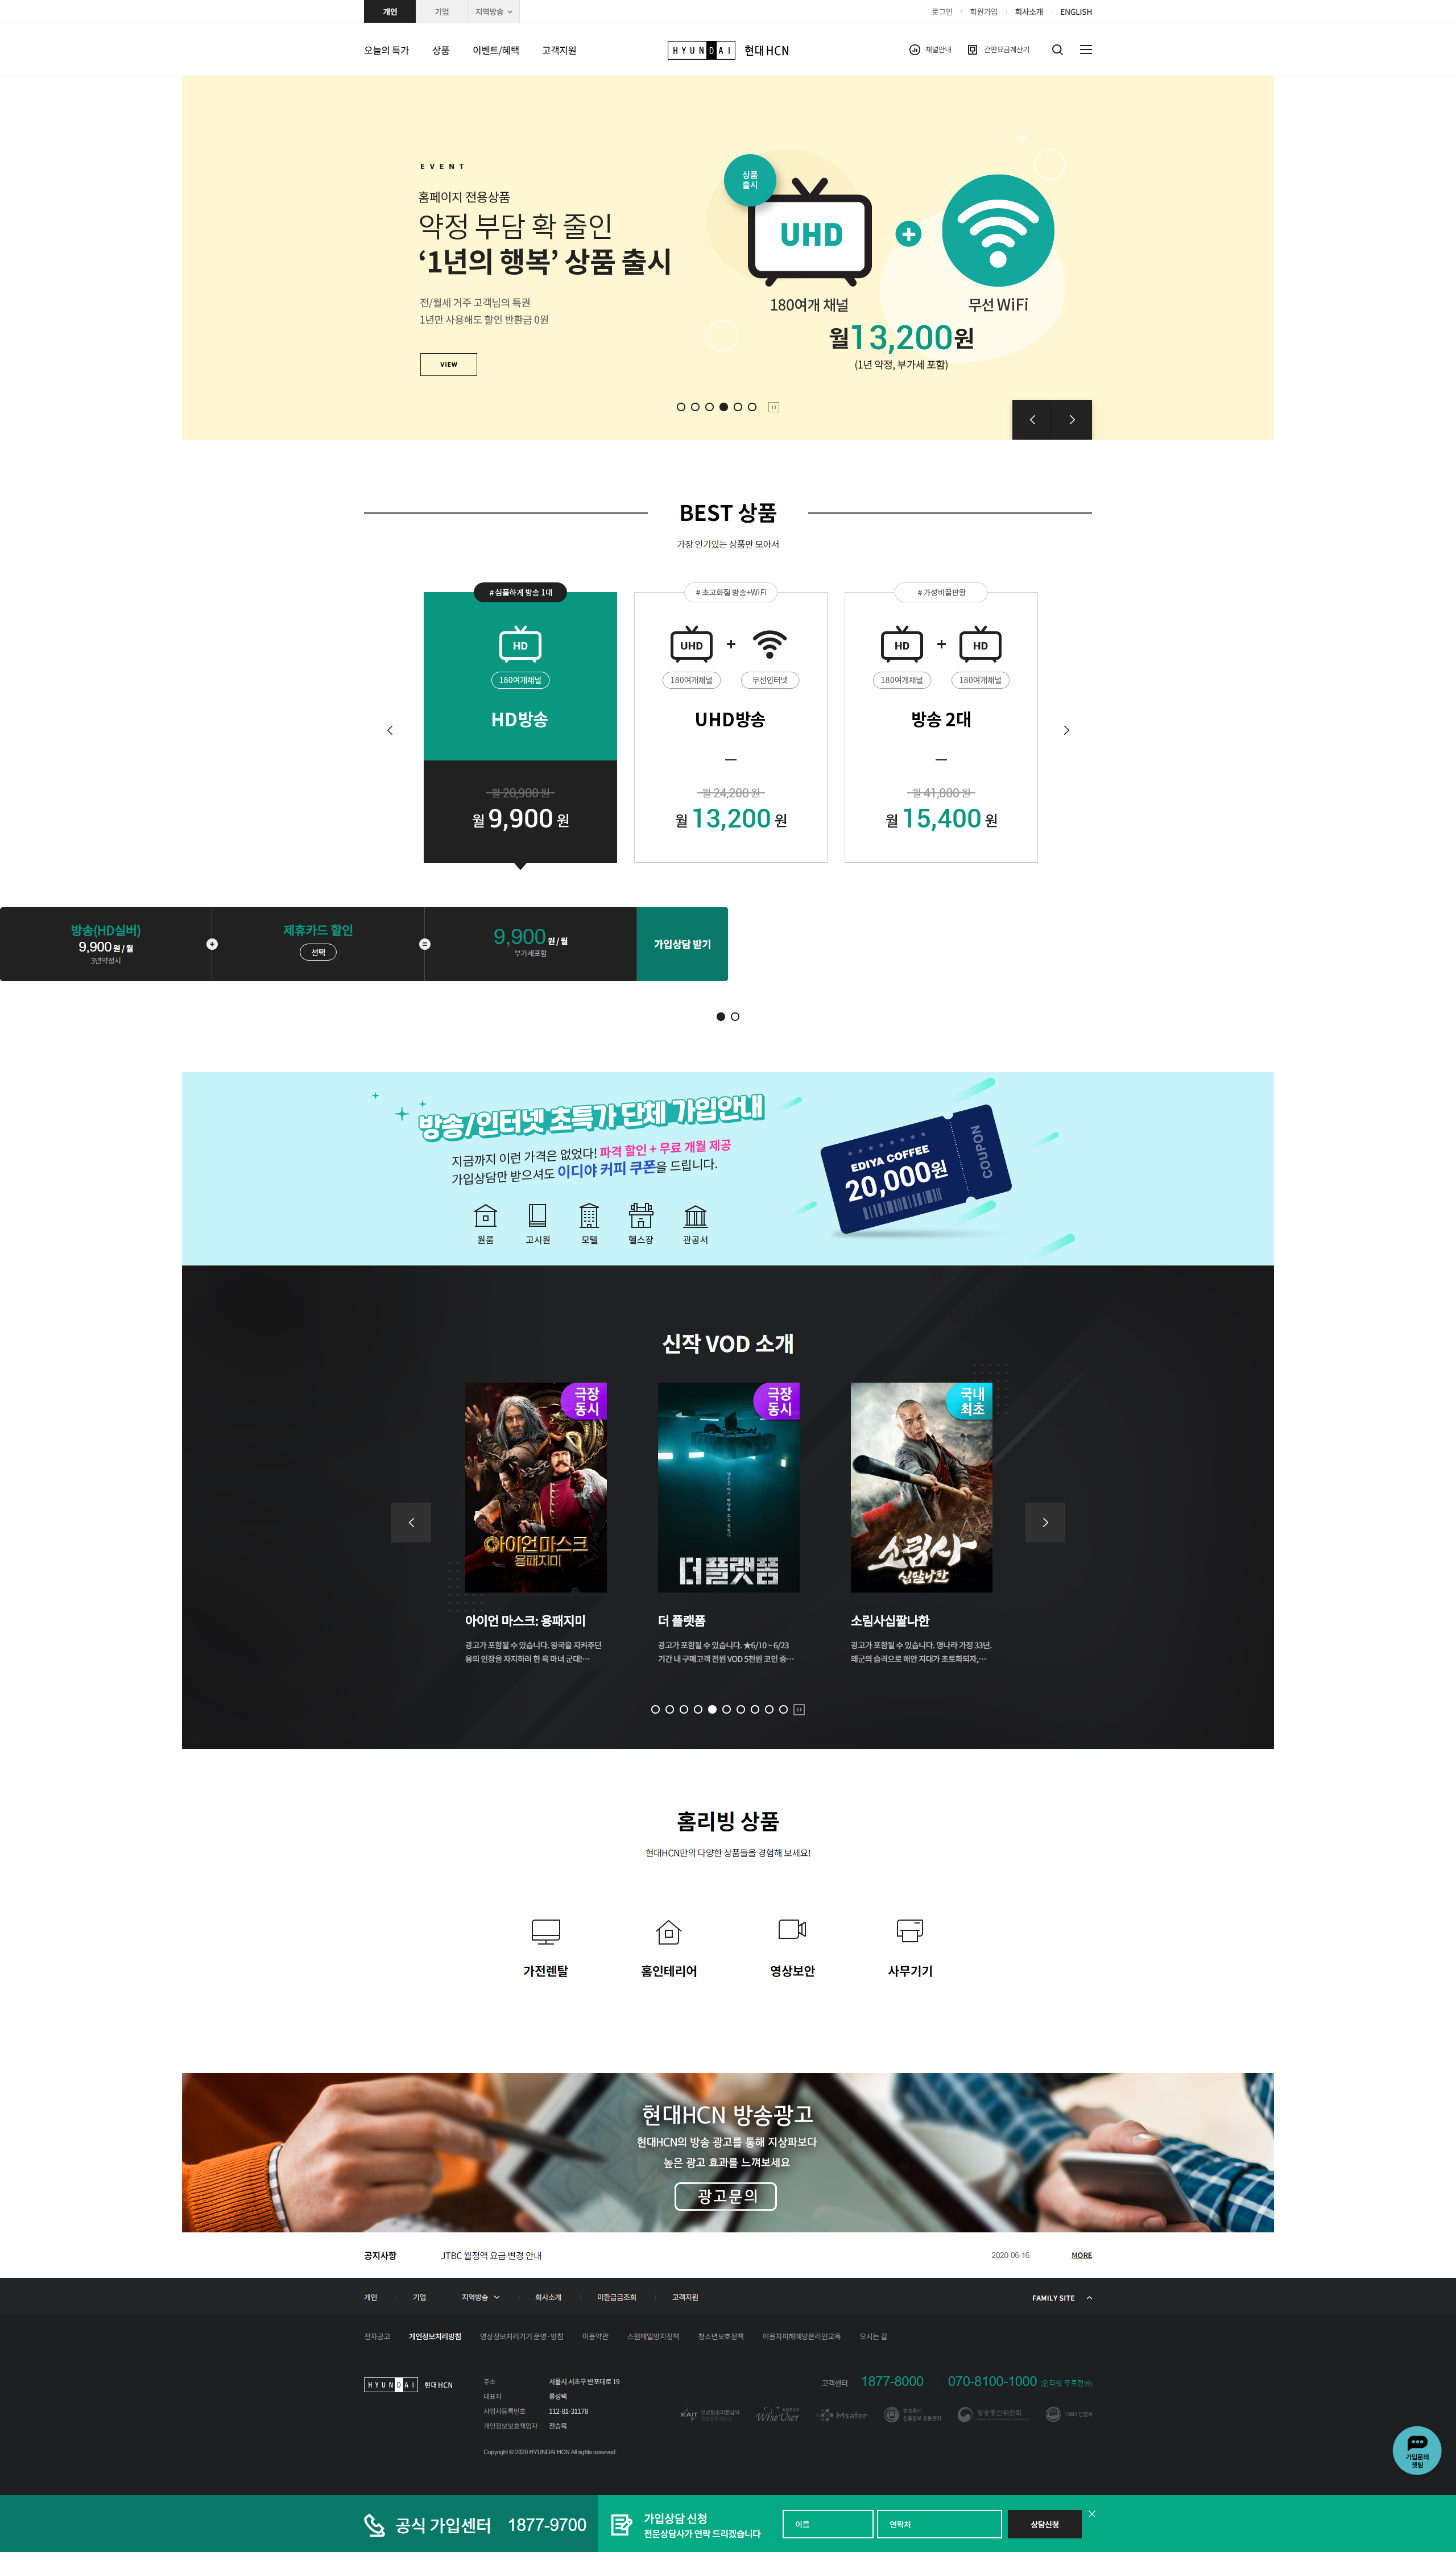 개인
기업
지역방송
로그인
회원가입
회사소개
ENGLISH
오늘의 특가
상품
이벤트/혜택
고객지원
HYUNDAI 현대HCN
채널안내
간편요금계산기
EVENT
홈페이지 전용상품
약정 부담 확 줄인
‘1년의 행복’ 상품 출시
전/월세 거주 고객님의 특권
1년만 사용해도 할인 반환금 0원
VIEW
상품
출시
UHD
180여개 채널
무선 WiFi
월13,200원
(1년 약정, 부가세 포함)
BEST 상품
가장 인기있는 상품만 모아서
# 심플하게 방송 1대
HD
180여개채널
HD방송
월 20,900 원
월 9,900 원
# 초고화질 방송+WiFi
UHD
180여개채널
무선인터넷
UHD방송
월 24,200 원
월 13,200 원
# 가성비끝판왕
HD
HD
180여개채널
180여개채널
방송 2대
월 41,800 원
월 15,400 원
방송(HD실버)
9,900 원 / 월
3년약정시
제휴카드 할인
선택
9,900 원 / 월
부가세포함
가입상담 받기
방송/인터넷 초특가 단체 가입안내
지금까지 이런 가격은 없었다! 파격 할인 + 무료 개월 제공
가입상담만 받으셔도 이디야 커피 쿠폰을 드립니다.
원룸
고시원
모텔
헬스장
관공서
EDIYA COFFEE
20,000원
COUPON
신작 VOD 소개
극장
동시
아이언마스크
용패지미
극장
동시
더 플랫폼
국내
최초
소림사
십팔나한
아이언 마스크: 용패지미
광고가 포함될 수 있습니다. 왕국을 지켜주던
용의 인장을 차지하려 한 흑 마녀 군대!…
더 플랫폼
광고가 포함될 수 있습니다. ★6/10 ~ 6/23
기간 내 구매고객 전원 VOD 5천원 코인 증…
소림사십팔나한
광고가 포함될 수 있습니다. 명나라 가정 33년.
왜군의 습격으로 해안 지대가 초토화되자,…
홈리빙 상품
현대HCN만의 다양한 상품들을 경험해 보세요!
가전렌탈
홈인테리어
영상보안
사무기기
현대HCN 방송광고
현대HCN의 방송 광고를 통해 지상파보다
높은 광고 효과를 느껴보세요
광고문의
공지사항
JTBC 월정액 요금 변경 안내
2020-06-16
MORE
개인
기업
지역방송
회사소개
미환급금조회
고객지원
FAMILY SITE
전자공고
개인정보처리방침
영상정보처리기기 운영·방침
이용약관
스팸메일방지정책
청소년보호정책
이용자피해예방온라인교육
오시는 길
HYUNDAI 현대HCN
주소 서울시 서초구 반포대로 19
대표자 류성택
사업자등록번호 112-81-31178
개인정보보호책임자 전승목
Copyright © 2020 HYUNDAI HCN All rights reserved.
고객센터 1877-8000
070-8100-1000 (인터넷 무료전화)
KAIT
Wise User
Msafer
방송통신위원회
가입문의
챗팅
공식 가입센터 1877-9700
가입상담 신청
전문상담사가 연락 드리겠습니다
이름
연락처
상담신청